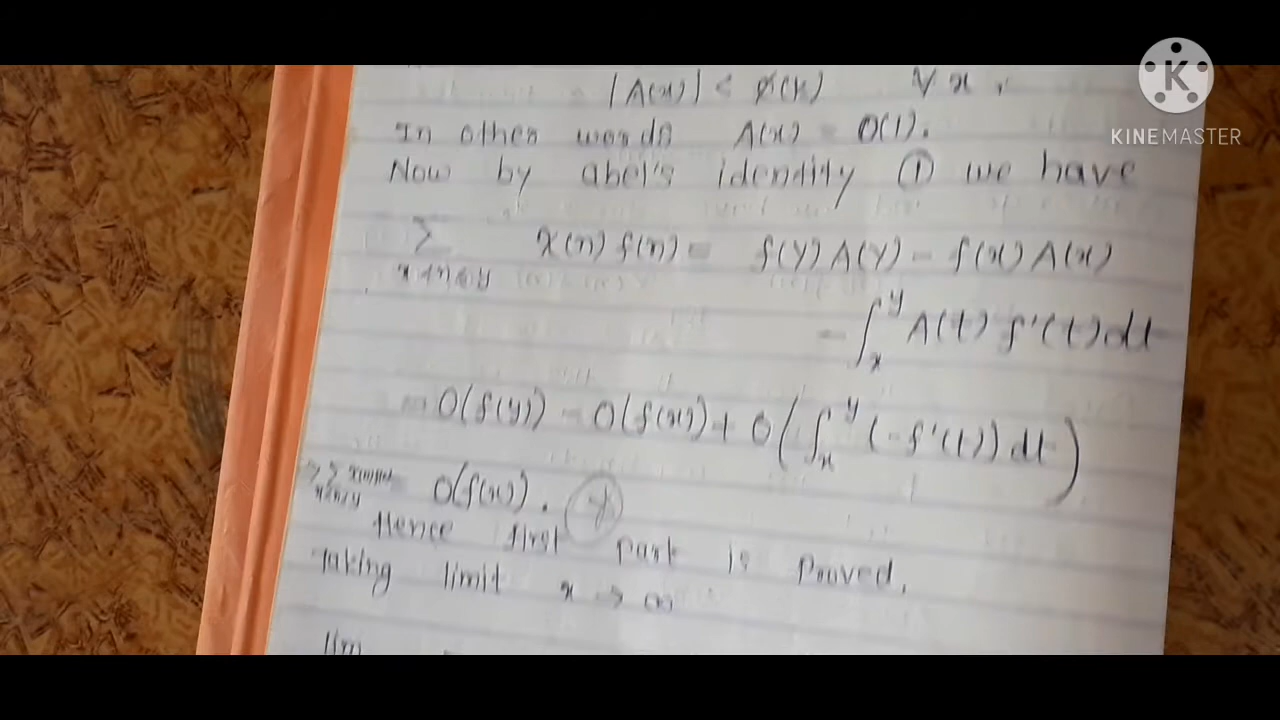 |A(x)| < φ(k) ∀ x,
In other words A(x) = O(1).
Now by abel's identity ① we have
∑ χ(n) f(n) = f(y) A(y) - f(x) A(x)
x<n≤y
- ∫ₓʸ A(t) f'(t) dt
= O(f(y)) - O(f(x)) + O(∫ₓʸ (-f'(t)) dt)
⇒ ∑ χ(n)f(n) = O(f(x)).
x<n≤y
Hence first part is Proved.
Taking limit x → ∞
lim
KINEMASTER